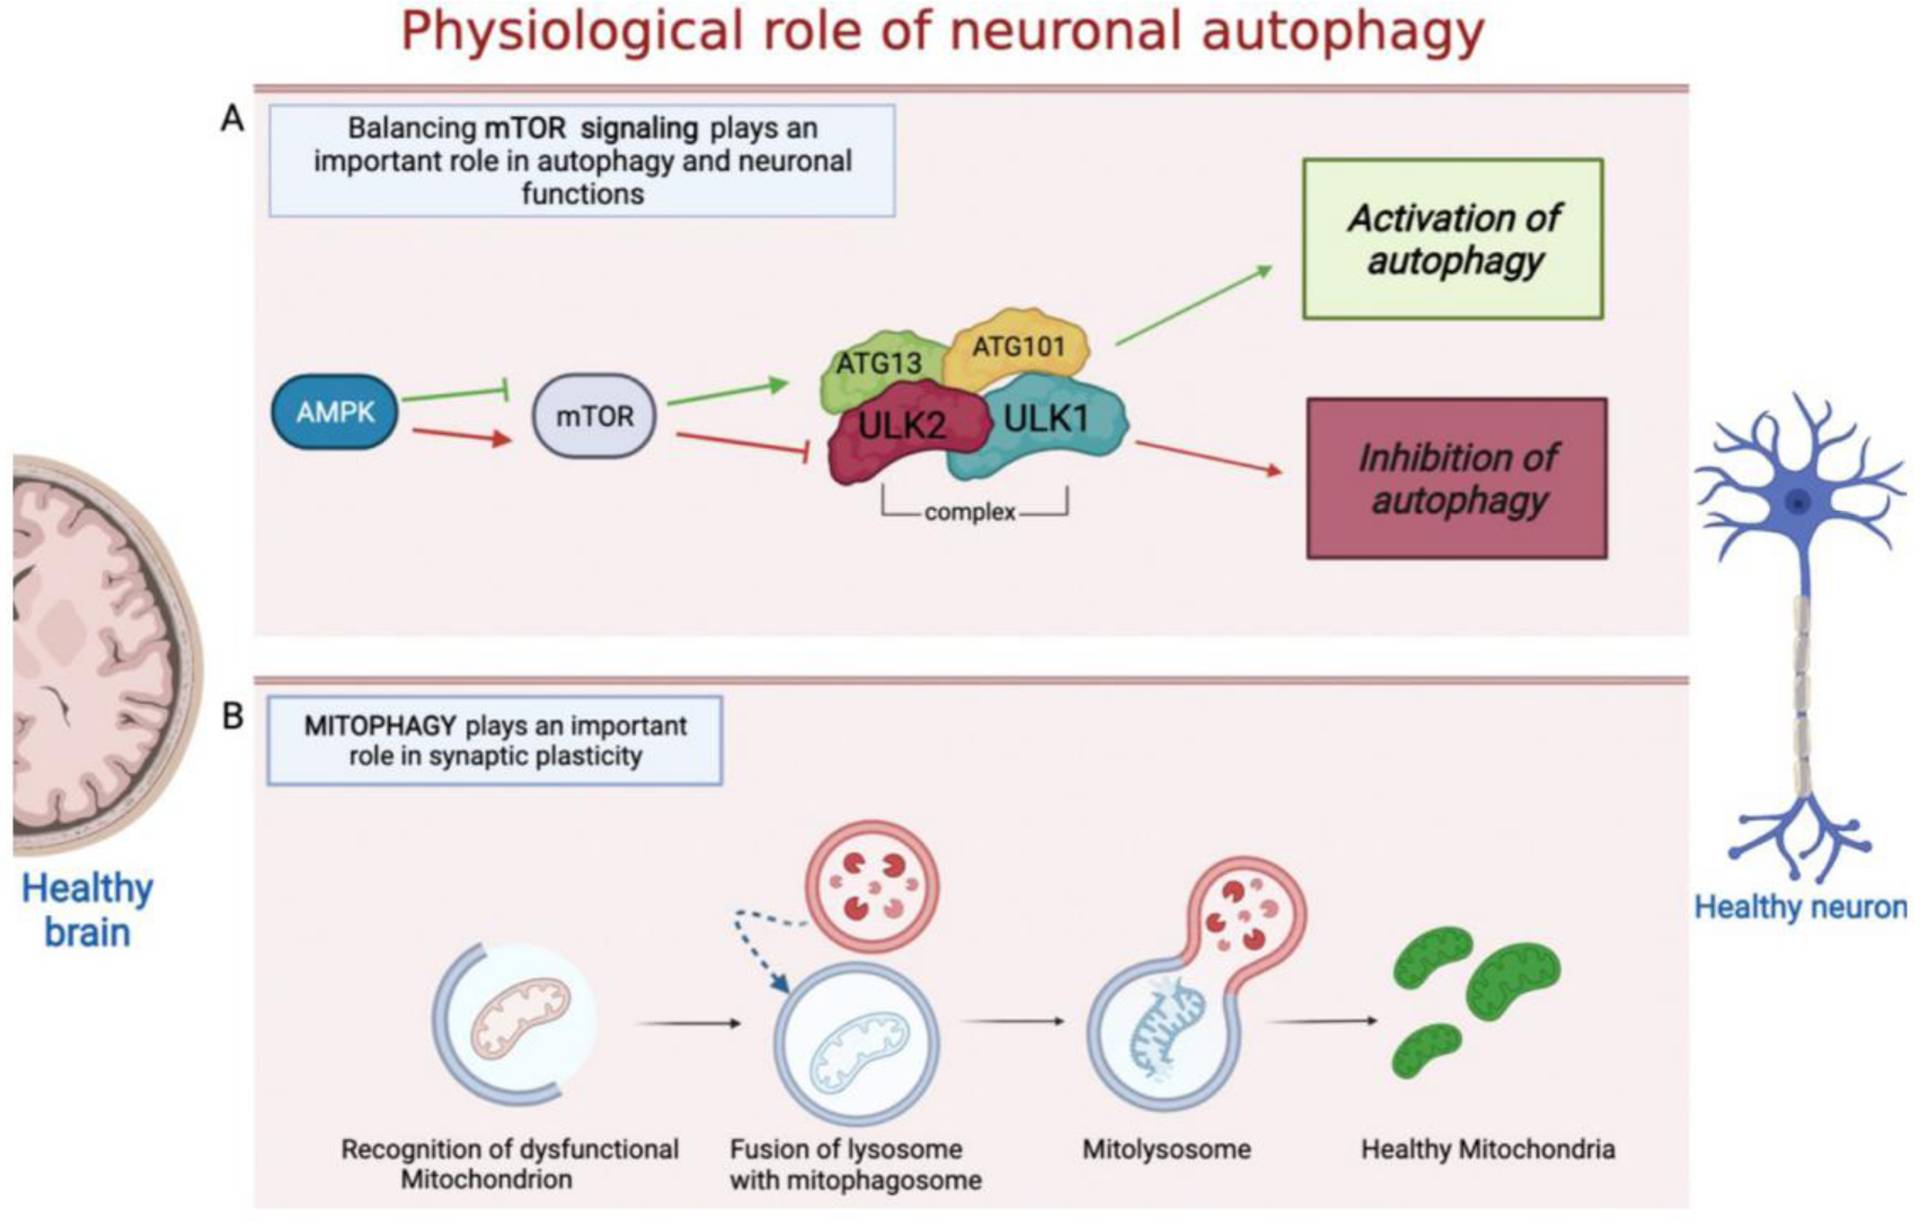 Physiological role of neuronal autophagy
A
Balancing mTOR signaling plays an
important role in autophagy and neuronal
functions
Activation of
autophagy
AMPK
mTOR
ATG13
ATG101
ULK2
ULK1
complex
Inhibition of
autophagy
Healthy
brain
Healthy neuron
B
MITOPHAGY plays an important
role in synaptic plasticity
Recognition of dysfunctional
Mitochondrion
Fusion of lysosome
with mitophagosome
Mitolysosome
Healthy Mitochondria